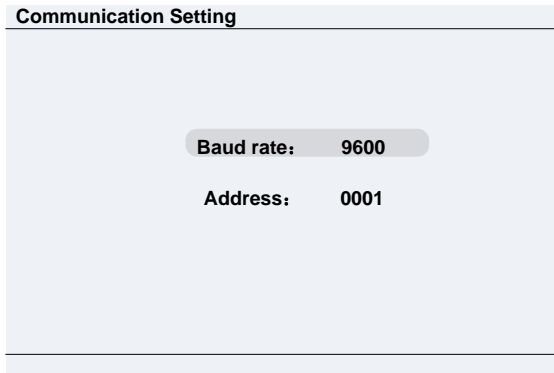 Communication Setting
Baud rate： 9600
Address： 0001